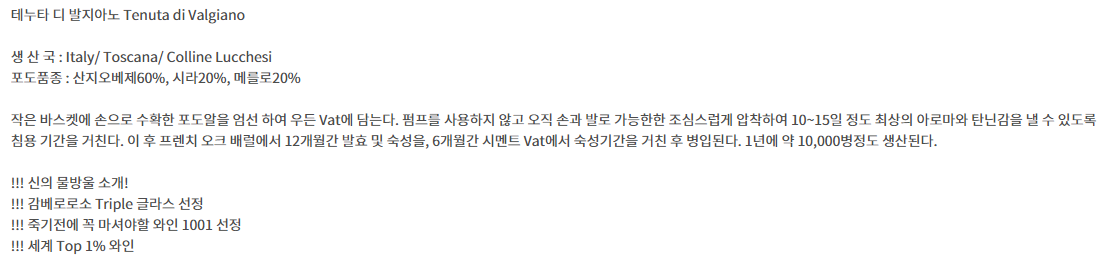 테누타 디 발지아노 Tenuta di Valgiano
생 산 국 : Italy/ Toscana/ Colline Lucchesi
포도품종 : 산지오베제60%, 시라20%, 메를로20%
작은 바스켓에 손으로 수확한 포도알을 엄선 하여 우든 Vat에 담는다. 펌프를 사용하지 않고 오직 손과 발로 가능한한 조심스럽게 압착하여 10~15일 정도 최상의 아로마와 탄닌감을 낼 수 있도록
침용 기간을 거친다. 이 후 프렌치 오크 배럴에서 12개월간 발효 및 숙성을, 6개월간 시멘트 Vat에서 숙성기간을 거친 후 병입된다. 1년에 약 10,000병정도 생산된다.
!!! 신의 물방울 소개!
!!! 감베로로소 Triple 글라스 선정
!!! 죽기전에 꼭 마셔야할 와인 1001 선정
!!! 세계 Top 1% 와인